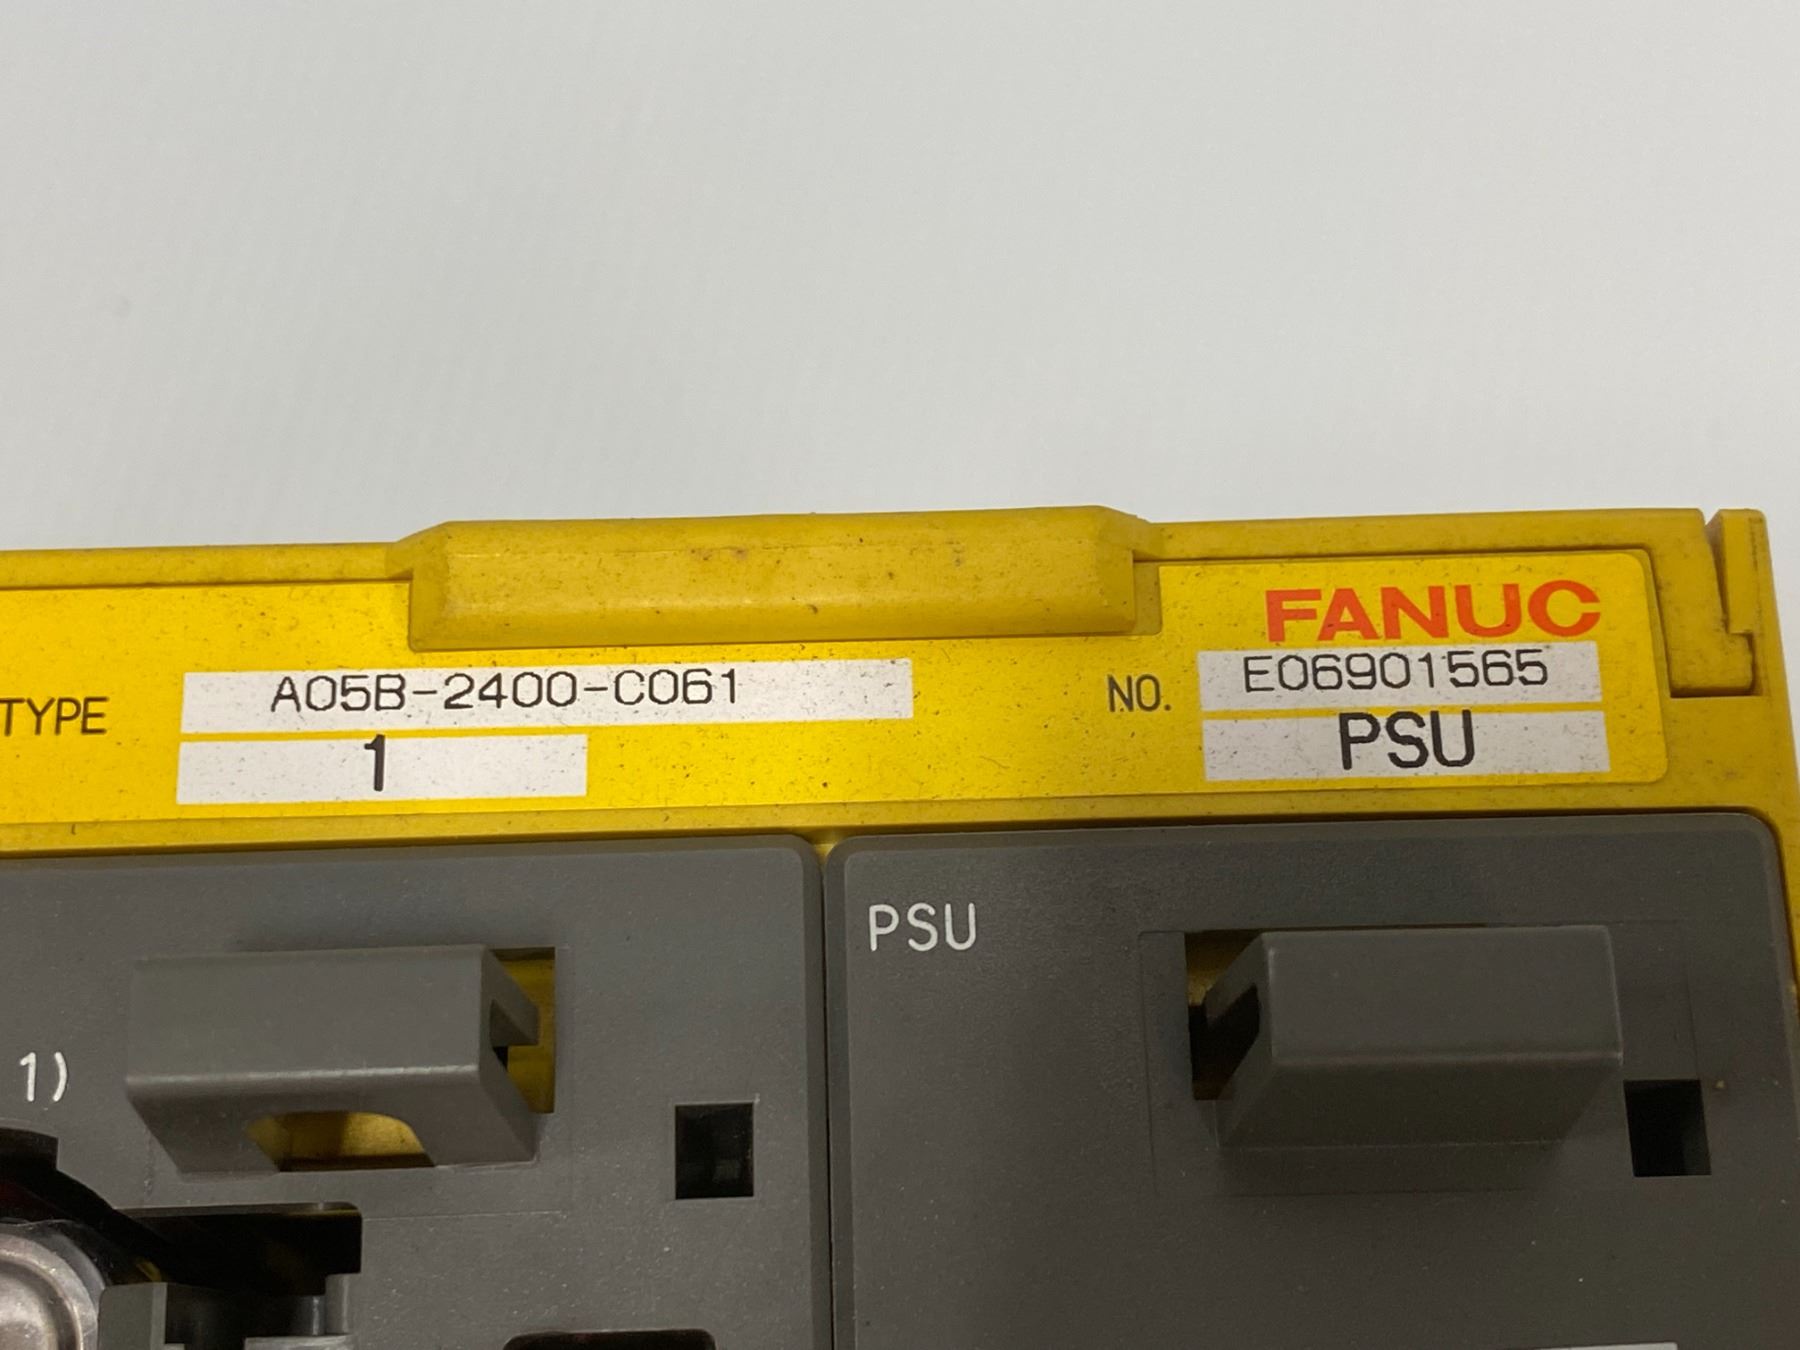 FANUC
TYPE A05B-2400-C061 NO. E06901565
1 PSU
PSU
1)